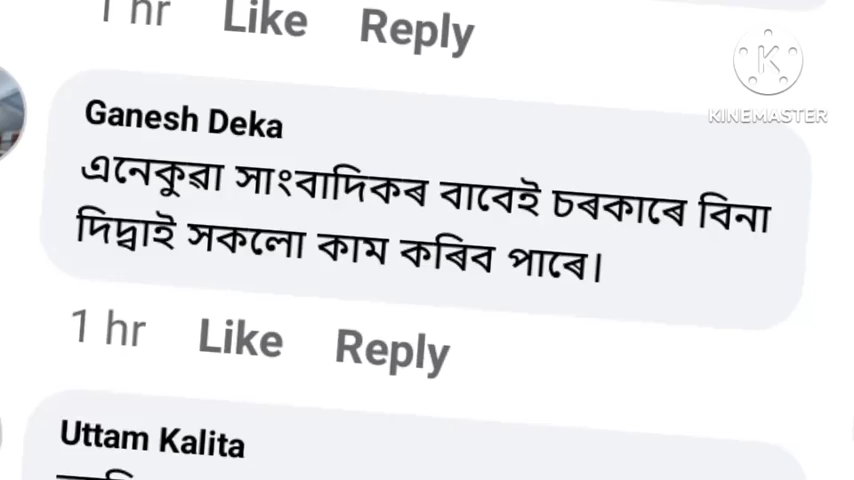 1 hr Like Reply
KINEMASTER
Ganesh Deka
এনেকুৱা সাংবাদিকৰ বাবেই চৰকাৰে বিনা
দিদ্বাই সকলো কাম কৰিব পাৰে।
1 hr Like Reply
Uttam Kalita